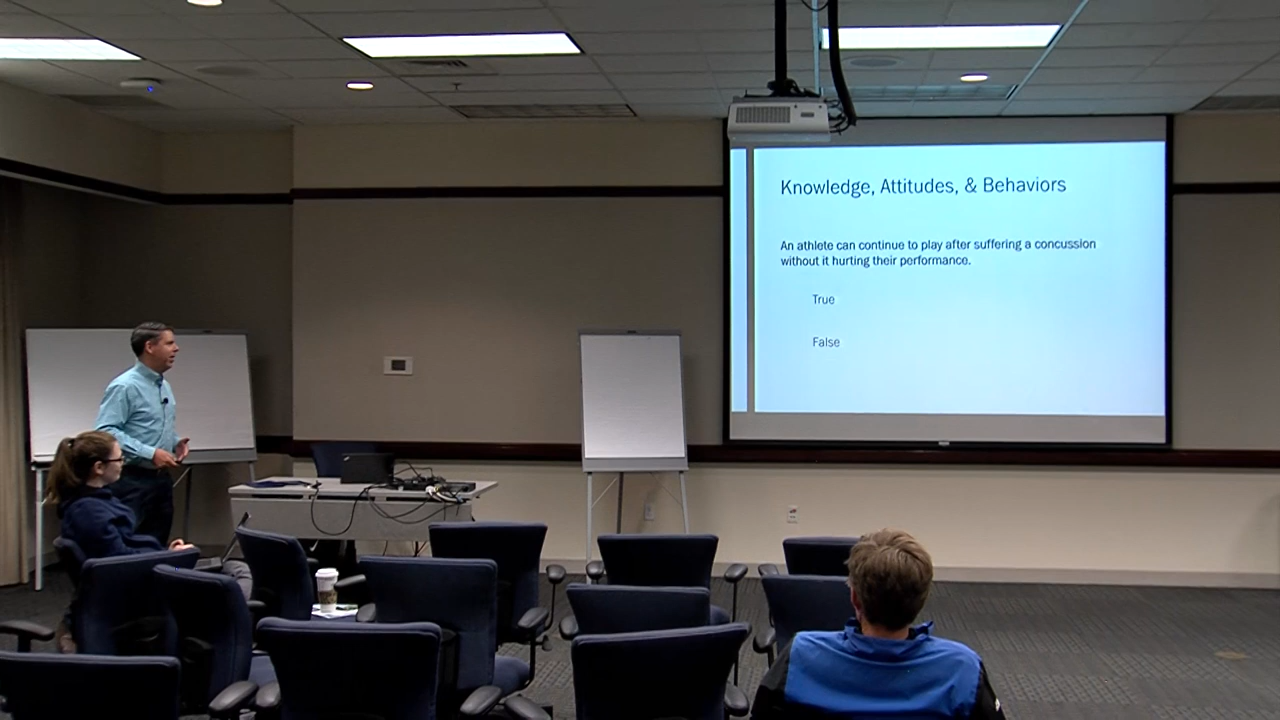 Knowledge, Attitudes, & Behaviors
An athlete can continue to play after suffering a concussion
without it hurting their performance.
True
False